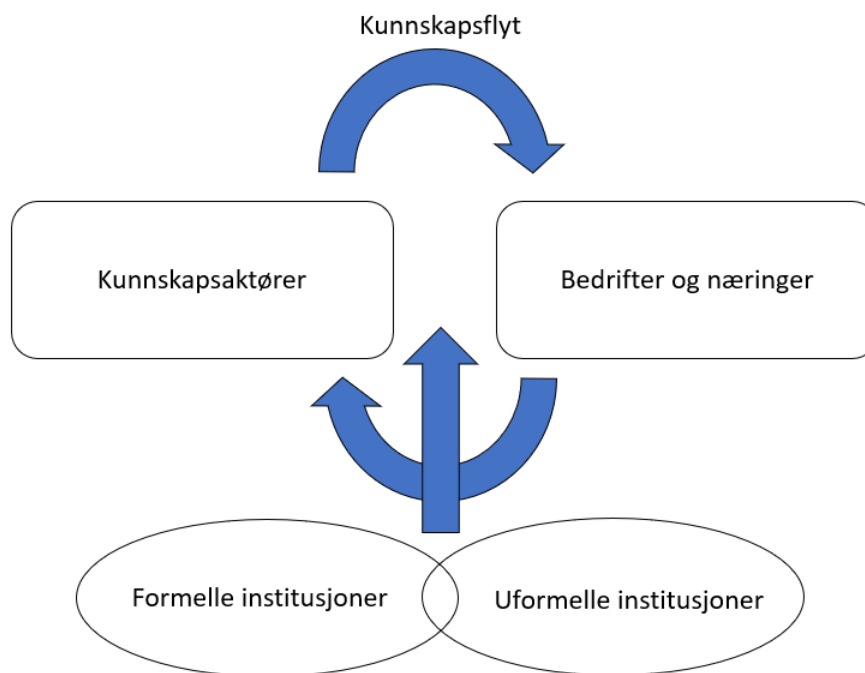 Kunnskapsflyt
Kunnskapsaktører
Bedrifter og næringer
Formelle institusjoner
Uformelle institusjoner